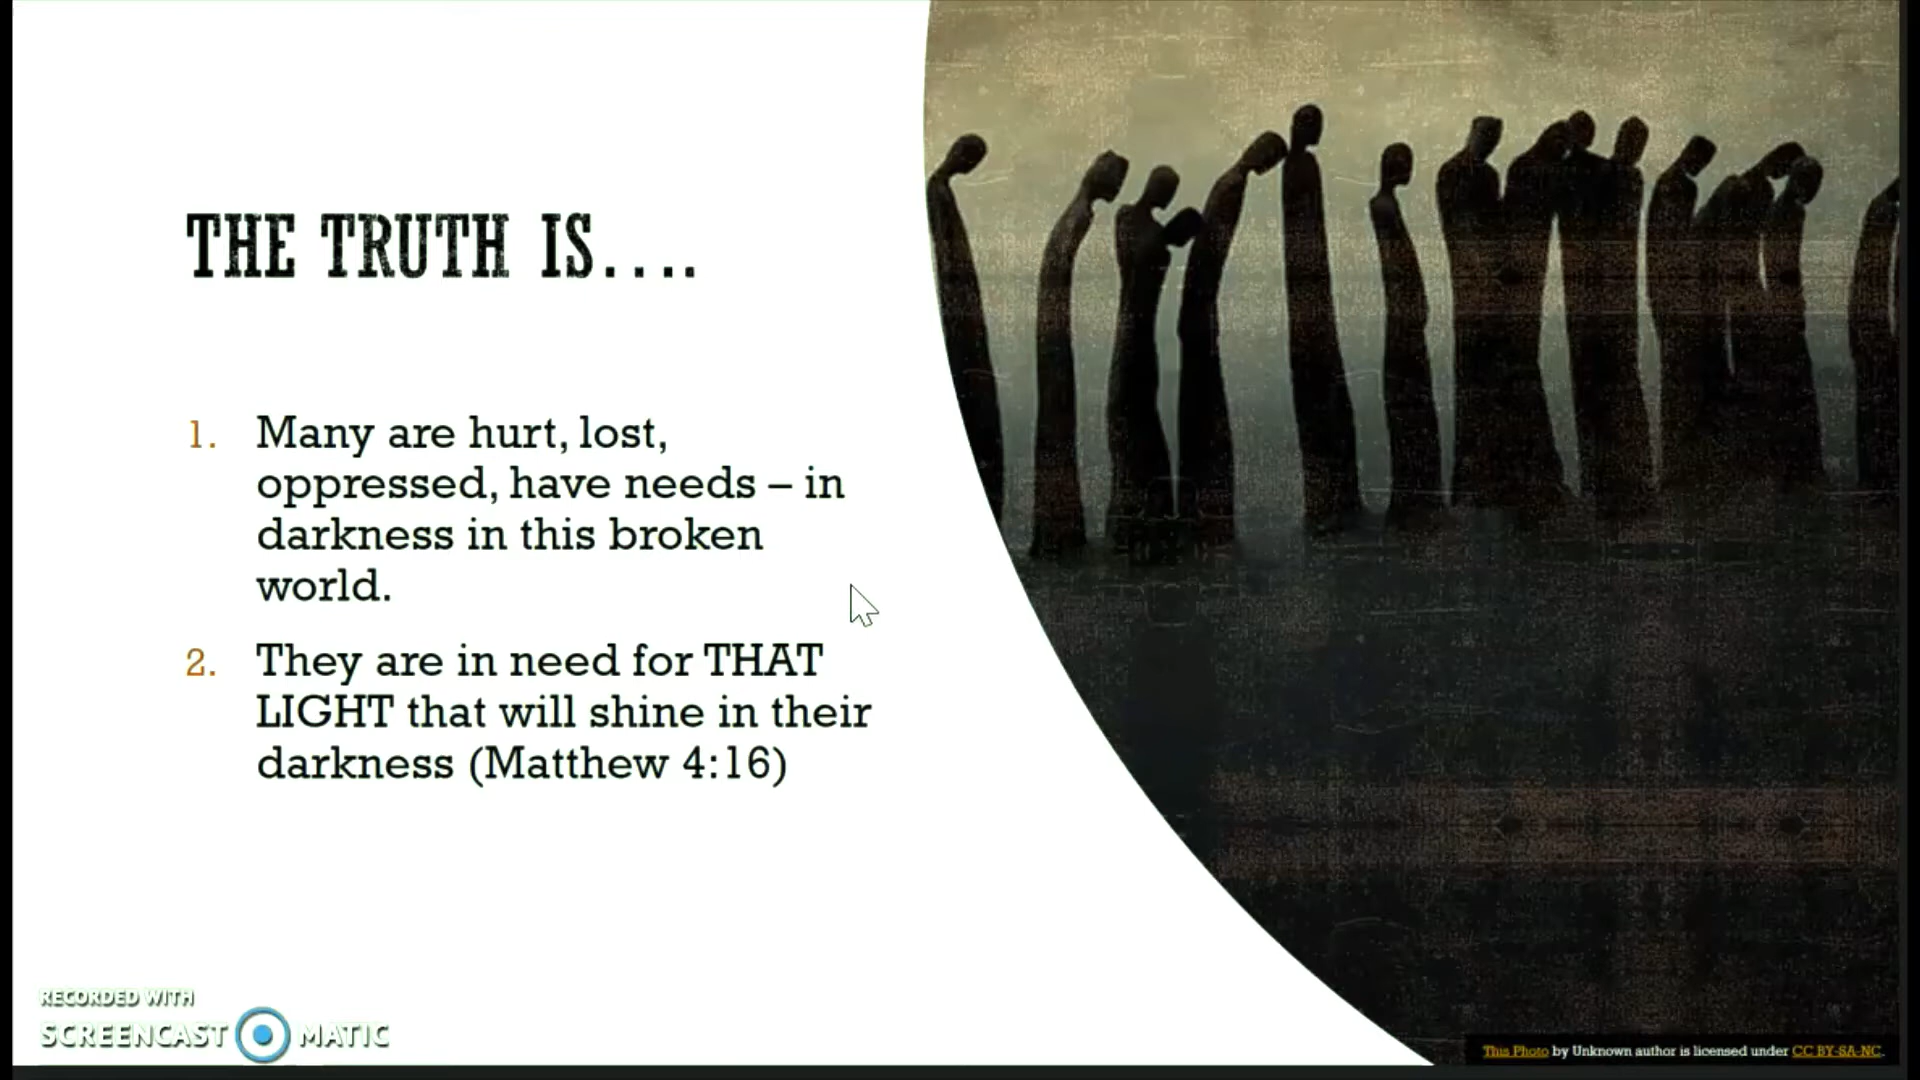 THE TRUTH IS....
1. Many are hurt, lost,
oppressed, have needs – in
darkness in this broken
world.
2. They are in need for THAT
LIGHT that will shine in their
darkness (Matthew 4:16)
RECORDED WITH
SCREENCAST MATIC
This Photo by Unknown author is licensed under CC BY-SA-NC.